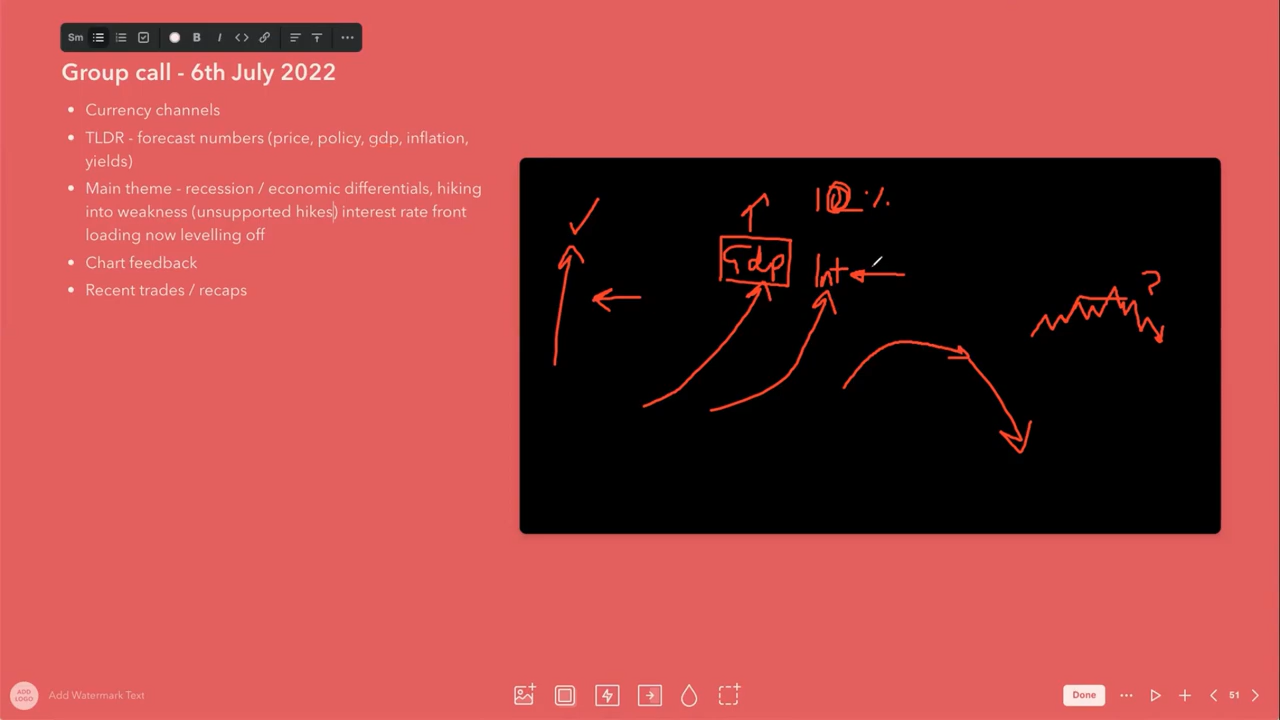 Sm B I
Group call - 6th July 2022
Currency channels
TLDR - forecast numbers (price, policy, gdp, inflation,
yields)
Main theme - recession / economic differentials, hiking
into weakness (unsupported hikes) interest rate front
loading now levelling off
Chart feedback
Recent trades / recaps
10 %
Gdp
Int
?
ADD
LOGO
Add Watermark Text
Done
51